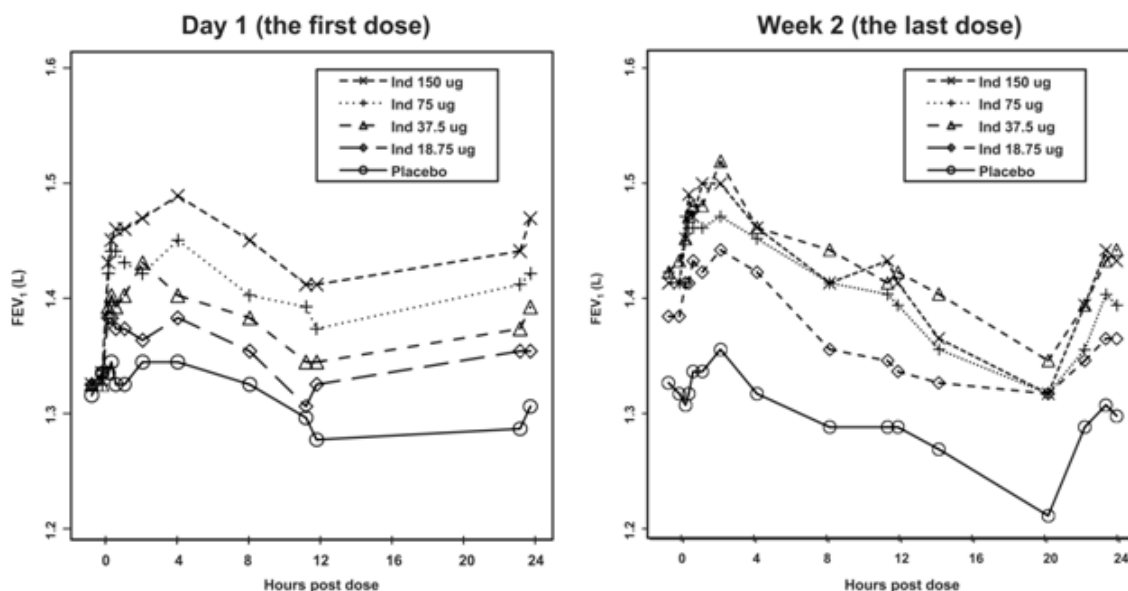 Day 1 (the first dose)
FEV1 (L)
1.6
1.5
1.4
1.3
1.2
Ind 150 ug
Ind 75 ug
Ind 37.5 ug
Ind 18.75 ug
Placebo
0 4 8 12 16 20 24
Hours post dose
Week 2 (the last dose)
FEV1 (L)
1.6
1.5
1.4
1.3
1.2
Ind 150 ug
Ind 75 ug
Ind 37.5 ug
Ind 18.75 ug
Placebo
0 4 8 12 16 20 24
Hours post dose